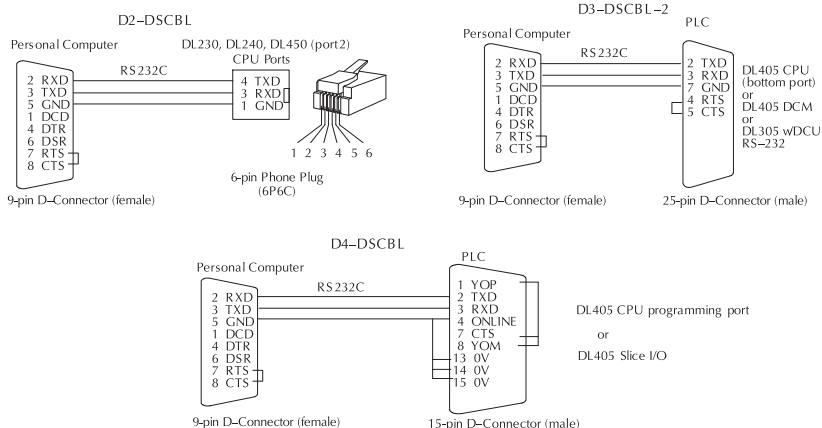 D2–DSCBL
Personal Computer
DL230, DL240, DL450 (port2)
CPU Ports
RS232C
2 RXD
3 TXD
5 GND
1 DCD
4 DTR
6 DSR
7 RTS
8 CTS
4 TXD
3 RXD
1 GND
1 2 3 4 5 6
6-pin Phone Plug
(6P6C)
9-pin D–Connector (female)
D3–DSCBL–2
PLC
Personal Computer
RS232C
2 RXD
3 TXD
5 GND
1 DCD
4 DTR
6 DSR
7 RTS
8 CTS
2 TXD
3 RXD
7 GND
4 RTS
5 CTS
DL405 CPU
(bottom port)
or
DL405 DCM
or
DL305 wDCU
RS–232
9-pin D–Connector (female)
25-pin D–Connector (male)
D4–DSCBL
PLC
Personal Computer
RS232C
2 RXD
3 TXD
5 GND
1 DCD
4 DTR
6 DSR
7 RTS
8 CTS
1 YOP
2 TXD
3 RXD
4 ONLINE
7 CTS
8 YOM
13 0V
14 0V
15 0V
DL405 CPU programming port
or
DL405 Slice I/O
9-pin D–Connector (female)
15-pin D–Connector (male)